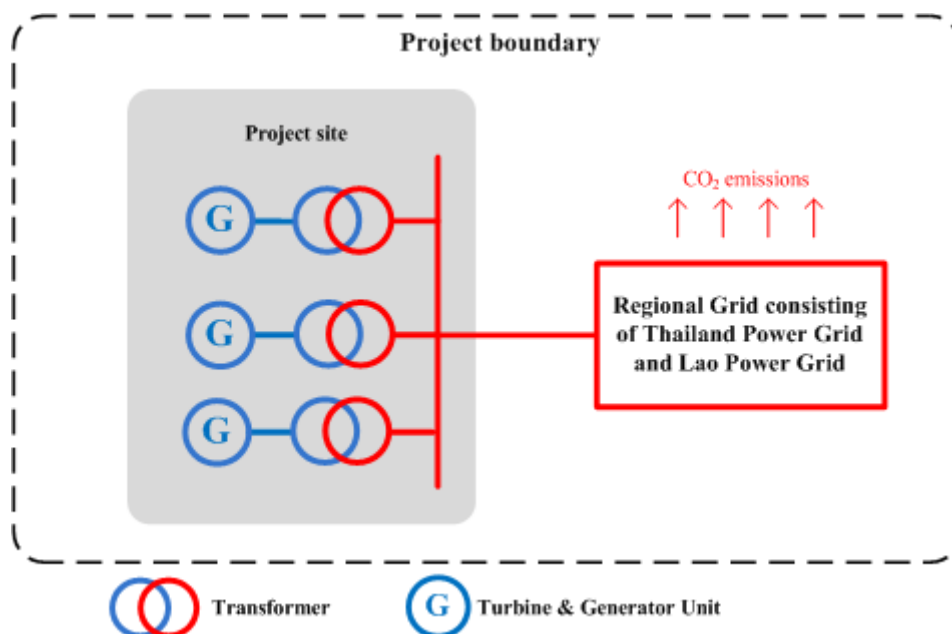 Project boundary
Project site
G
G
G
CO₂ emissions
Regional Grid consisting
of Thailand Power Grid
and Lao Power Grid
Transformer
G
Turbine & Generator Unit